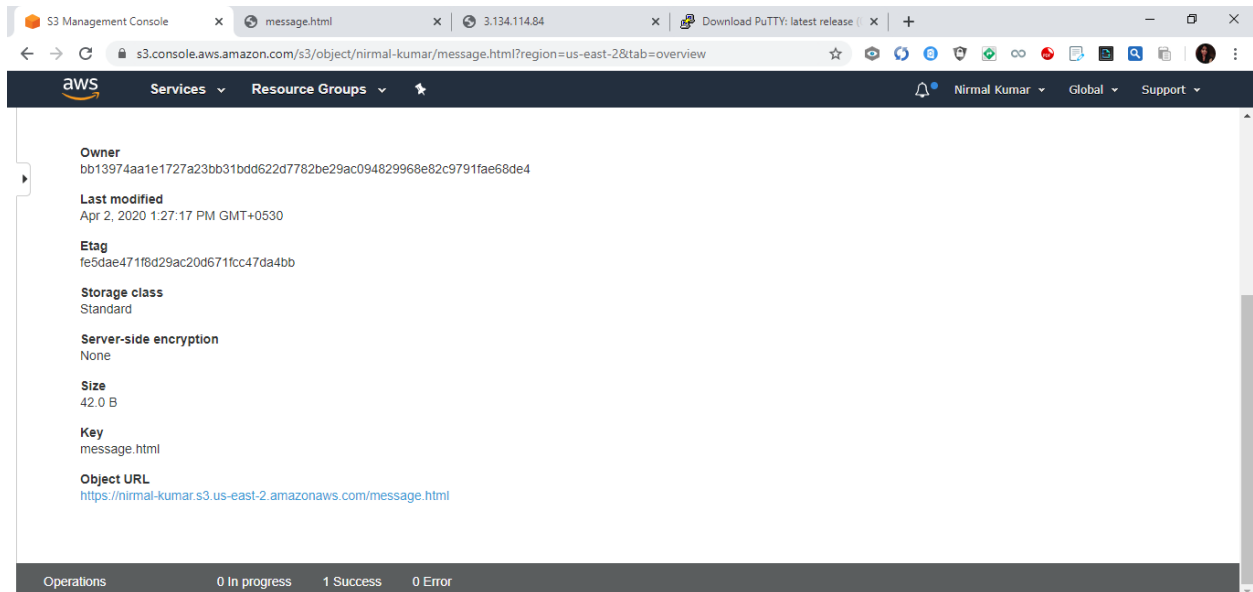 S3 Management Console
message.html
3.134.114.84
Download PuTTY: latest release (
s3.console.aws.amazon.com/s3/object/nirmal-kumar/message.html?region=us-east-2&tab=overview
aws Services Resource Groups Nirmal Kumar Global Support
Owner
bb13974aa1e1727a23bb31bdd622d7782be29ac094829968e82c9791fae68de4
Last modified
Apr 2, 2020 1:27:17 PM GMT+0530
Etag
fe5dae471f8d29ac20d671fcc47da4bb
Storage class
Standard
Server-side encryption
None
Size
42.0 B
Key
message.html
Object URL
https://nirmal-kumar.s3.us-east-2.amazonaws.com/message.html
Operations 0 In progress 1 Success 0 Error